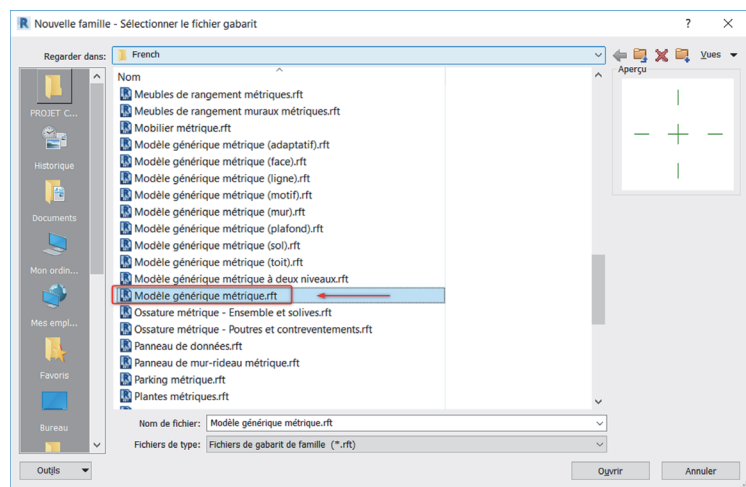 Nouvelle famille - Sélectionner le fichier gabarit
Regarder dans: French
Vues
Aperçu
Nom
PROJET C...
Historique
Documents
Mon ordin...
Mes empl...
Favoris
Bureau
Meubles de rangement métriques.rft
Meubles de rangement muraux métriques.rft
Mobilier métrique.rft
Modèle générique métrique (adaptatif).rft
Modèle générique métrique (face).rft
Modèle générique métrique (ligne).rft
Modèle générique métrique (motif).rft
Modèle générique métrique (mur).rft
Modèle générique métrique (plafond).rft
Modèle générique métrique (sol).rft
Modèle générique métrique (toit).rft
Modèle générique métrique à deux niveaux.rft
Modèle générique métrique.rft
Ossature métrique - Ensemble et solives.rft
Ossature métrique - Poutres et contreventements.rft
Panneau de données.rft
Panneau de mur-rideau métrique.rft
Parking métrique.rft
Plantes métriques.rft
Nom de fichier: Modèle générique métrique.rft
Fichiers de type: Fichiers de gabarit de famille (*.rft)
Outils
Ouvrir
Annuler